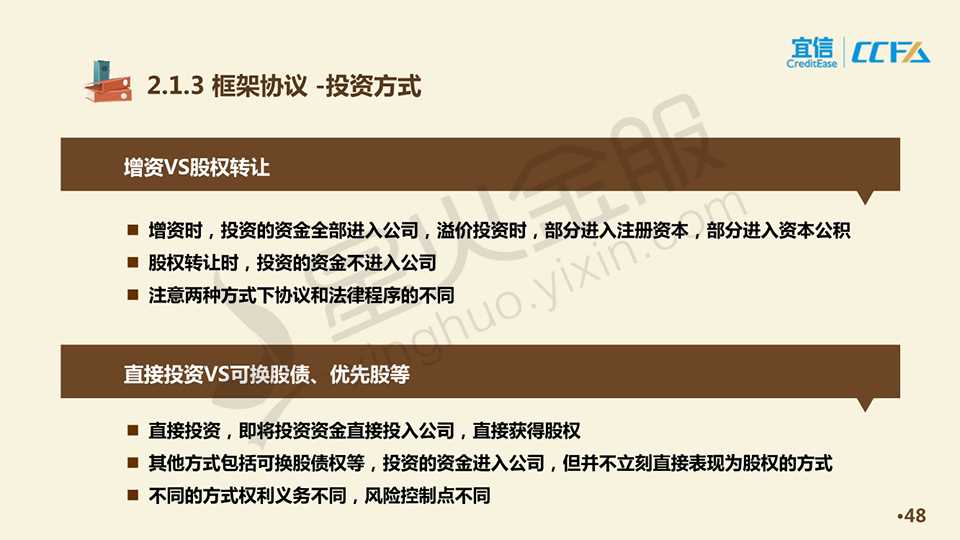 宜信
CreditEase
CCFA
2.1.3 框架协议 -投资方式
增资VS股权转让
■ 增资时，投资的资金全部进入公司，溢价投资时，部分进入注册资本，部分进入资本公积
■ 股权转让时，投资的资金不进入公司
■ 注意两种方式下协议和法律程序的不同
直接投资VS可换股债、优先股等
■ 直接投资，即将投资资金直接投入公司，直接获得股权
■ 其他方式包括可换股债权等，投资的资金进入公司，但并不立刻直接表现为股权的方式
■ 不同的方式权利义务不同，风险控制点不同
星火金服
xinghuo.yixin.com
•48